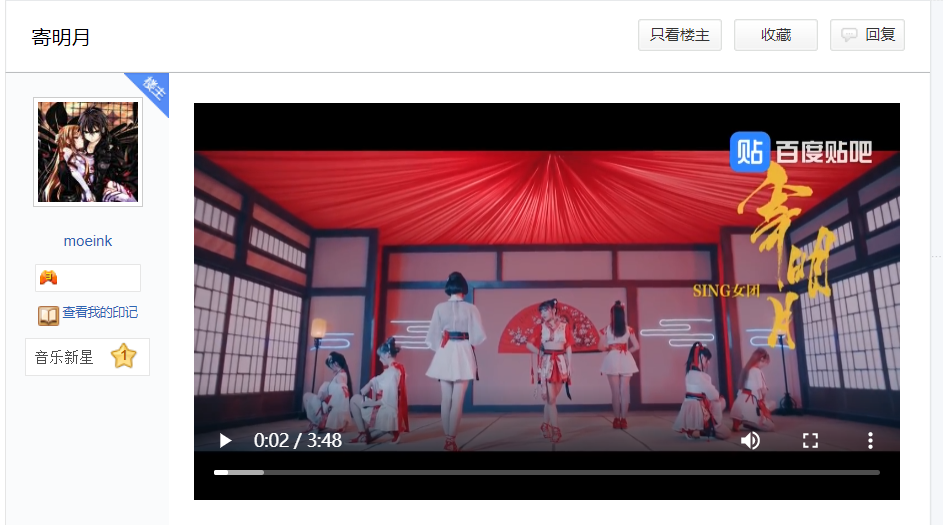 寄明月
只看楼主
收藏
回复
楼主
moeink
3
查看我的印记
音乐新星
1
贴 百度贴吧
寄明月
SING女团
0:02 / 3:48